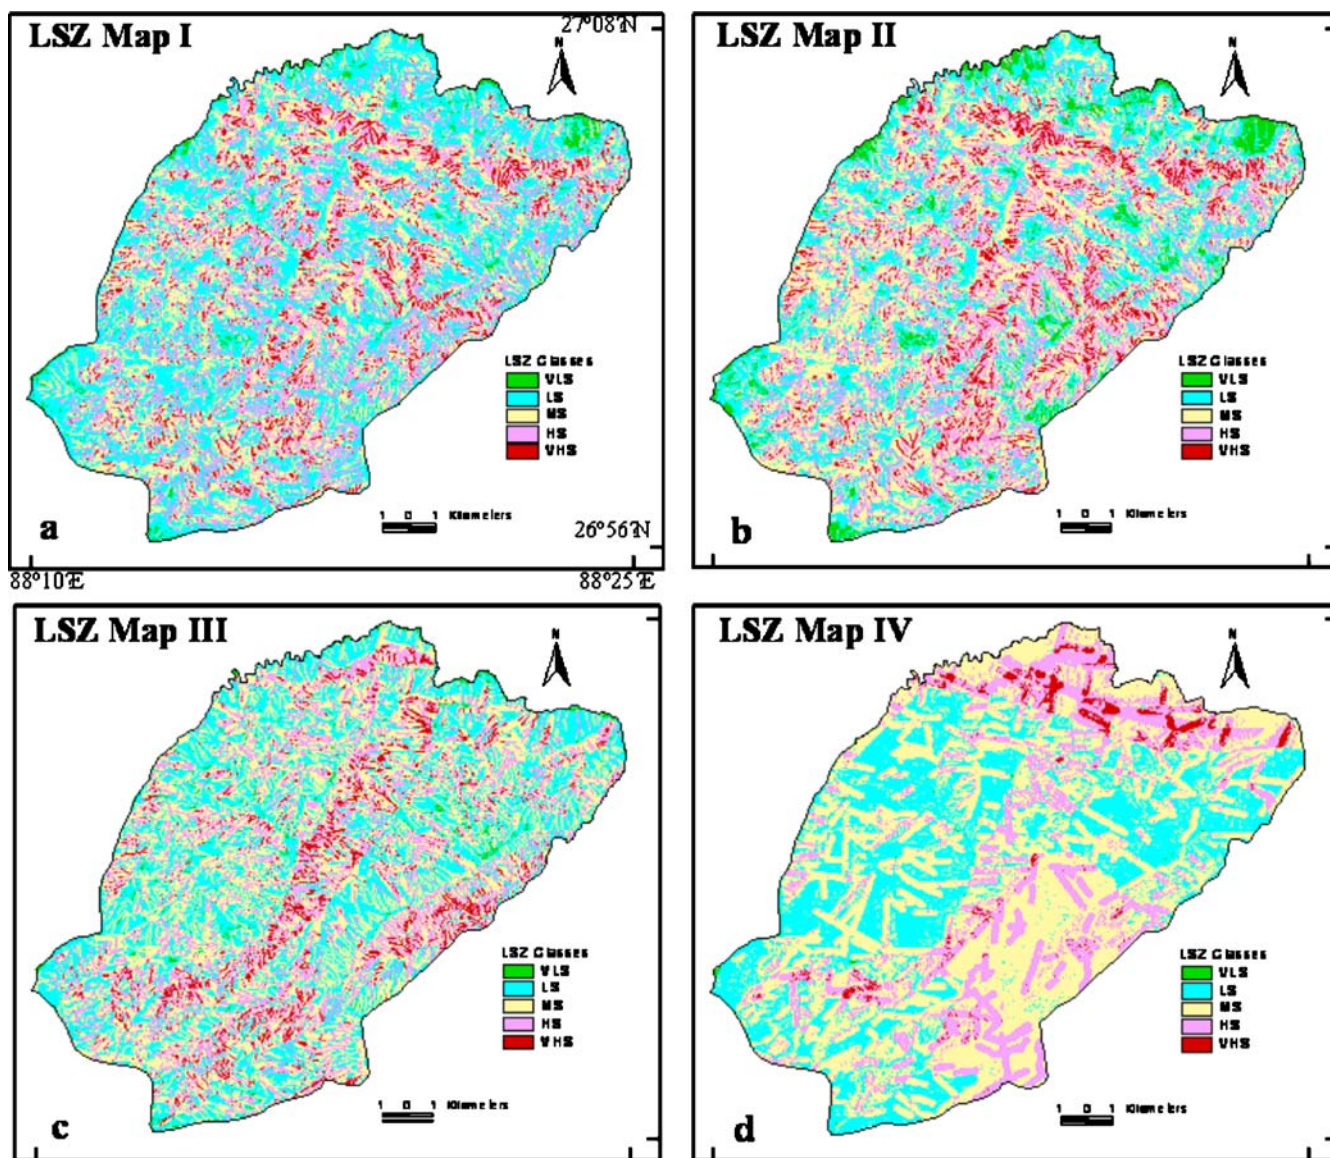 LSZ Map I
27°08'N
N
LSZ Classes
VLS
LS
MS
HS
VHS
1 0 1 Kilometers
a
26°56'N
88°10'E
88°25'E
LSZ Map II
N
LSZ Classes
VLS
LS
MS
HS
VHS
1 0 1 Kilometers
b
LSZ Map III
N
LSZ Classes
VLS
LS
MS
HS
VHS
1 0 1 Kilometers
c
LSZ Map IV
N
LSZ Classes
VLS
LS
MS
HS
VHS
1 0 1 Kilometers
d